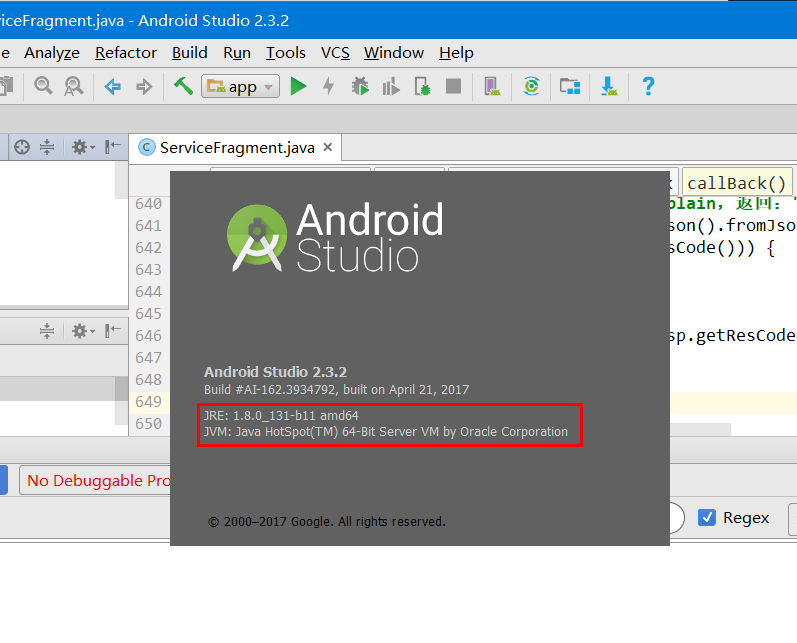 ServiceFragment.java - Android Studio 2.3.2
e Analyze Refactor Build Run Tools VCS Window Help
app
?
C ServiceFragment.java ×
callBack()
640 plain, 返回: "
641 son().fromJso
642 sCode())) {
643
644
645
646 sp.getResCode
647
648
649
650
Android
Studio
Android Studio 2.3.2
Build #AI-162.3934792, built on April 21, 2017
JRE: 1.8.0_131-b11 amd64
JVM: Java HotSpot(TM) 64-Bit Server VM by Oracle Corporation
No Debuggable Pro
© 2000–2017 Google. All rights reserved.
Regex